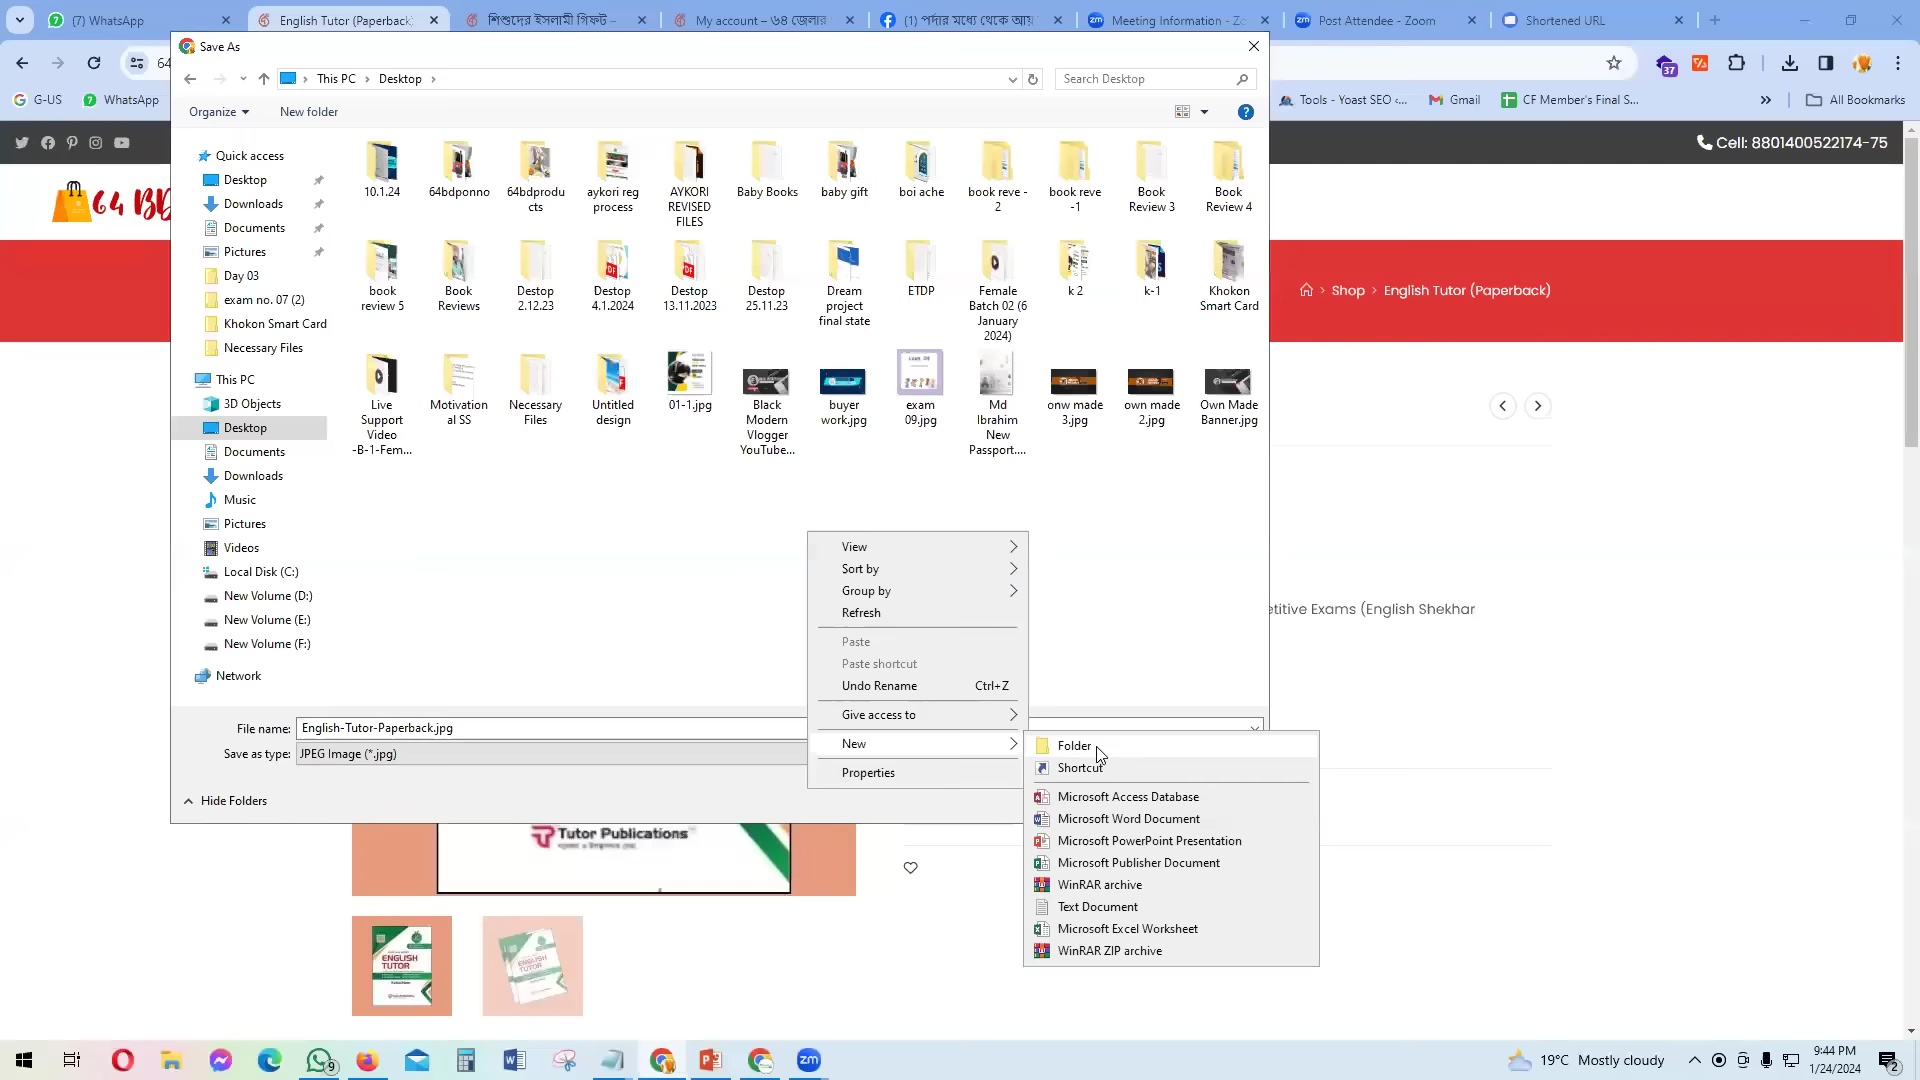 (7) WhatsApp
English Tutor (Paperback)
শিশুদের ইসলামী গিফট –
My account – ৬৪ জেলার
(1) পর্দার মধ্যে থেকে আয়
Meeting Information - Zo
Post Attendee - Zoom
Shortened URL
Save As
64
37
This PC
Desktop
Search Desktop
G-US
WhatsApp
Tools - Yoast SEO <...
Gmail
CF Member's Final S...
All Bookmarks
Organize
New folder
Cell: 8801400522174-75
64 BD
Shop
English Tutor (Paperback)
Quick access
Desktop
Downloads
Documents
Pictures
Day 03
exam no. 07 (2)
Khokon Smart Card
Necessary Files
This PC
3D Objects
Desktop
Documents
Downloads
Music
Pictures
Videos
Local Disk (C:)
New Volume (D:)
New Volume (E:)
New Volume (F:)
Network
10.1.24
64bdponno
64bdprodu
cts
aykori reg
process
AYKORI
REVISED
FILES
Baby Books
baby gift
boi ache
book reve -
2
book reve
-1
Book
Review 3
Book
Review 4
book
review 5
Book
Reviews
Destop
2.12.23
Destop
4.1.2024
Destop
13.11.2023
Destop
25.11.23
Dream
project
final state
ETDP
Female
Batch 02 (6
January
2024)
k 2
k-1
Khokon
Smart Card
Live
Support
Video
-B-1-Fem...
Motivation
al SS
Necessary
Files
Untitled
design
01-1.jpg
Black
Modern
Vlogger
YouTube...
buyer
work.jpg
exam
09.jpg
Md
Ibrahim
New
Passport....
onw made
3.jpg
own made
2.jpg
Own Made
Banner.jpg
View
Sort by
Group by
Refresh
Paste
Paste shortcut
Undo Rename Ctrl+Z
Give access to
New
Properties
Folder
Shortcut
Microsoft Access Database
Microsoft Word Document
Microsoft PowerPoint Presentation
Microsoft Publisher Document
WinRAR archive
Text Document
Microsoft Excel Worksheet
WinRAR ZIP archive
etitive Exams (English Shekhar
File name: English-Tutor-Paperback.jpg
Save as type: JPEG Image (*.jpg)
Hide Folders
Tutor Publications
ENGLISH
TUTOR
ENGLISH
TUTOR
9
19°C Mostly cloudy
9:44 PM
1/24/2024
2